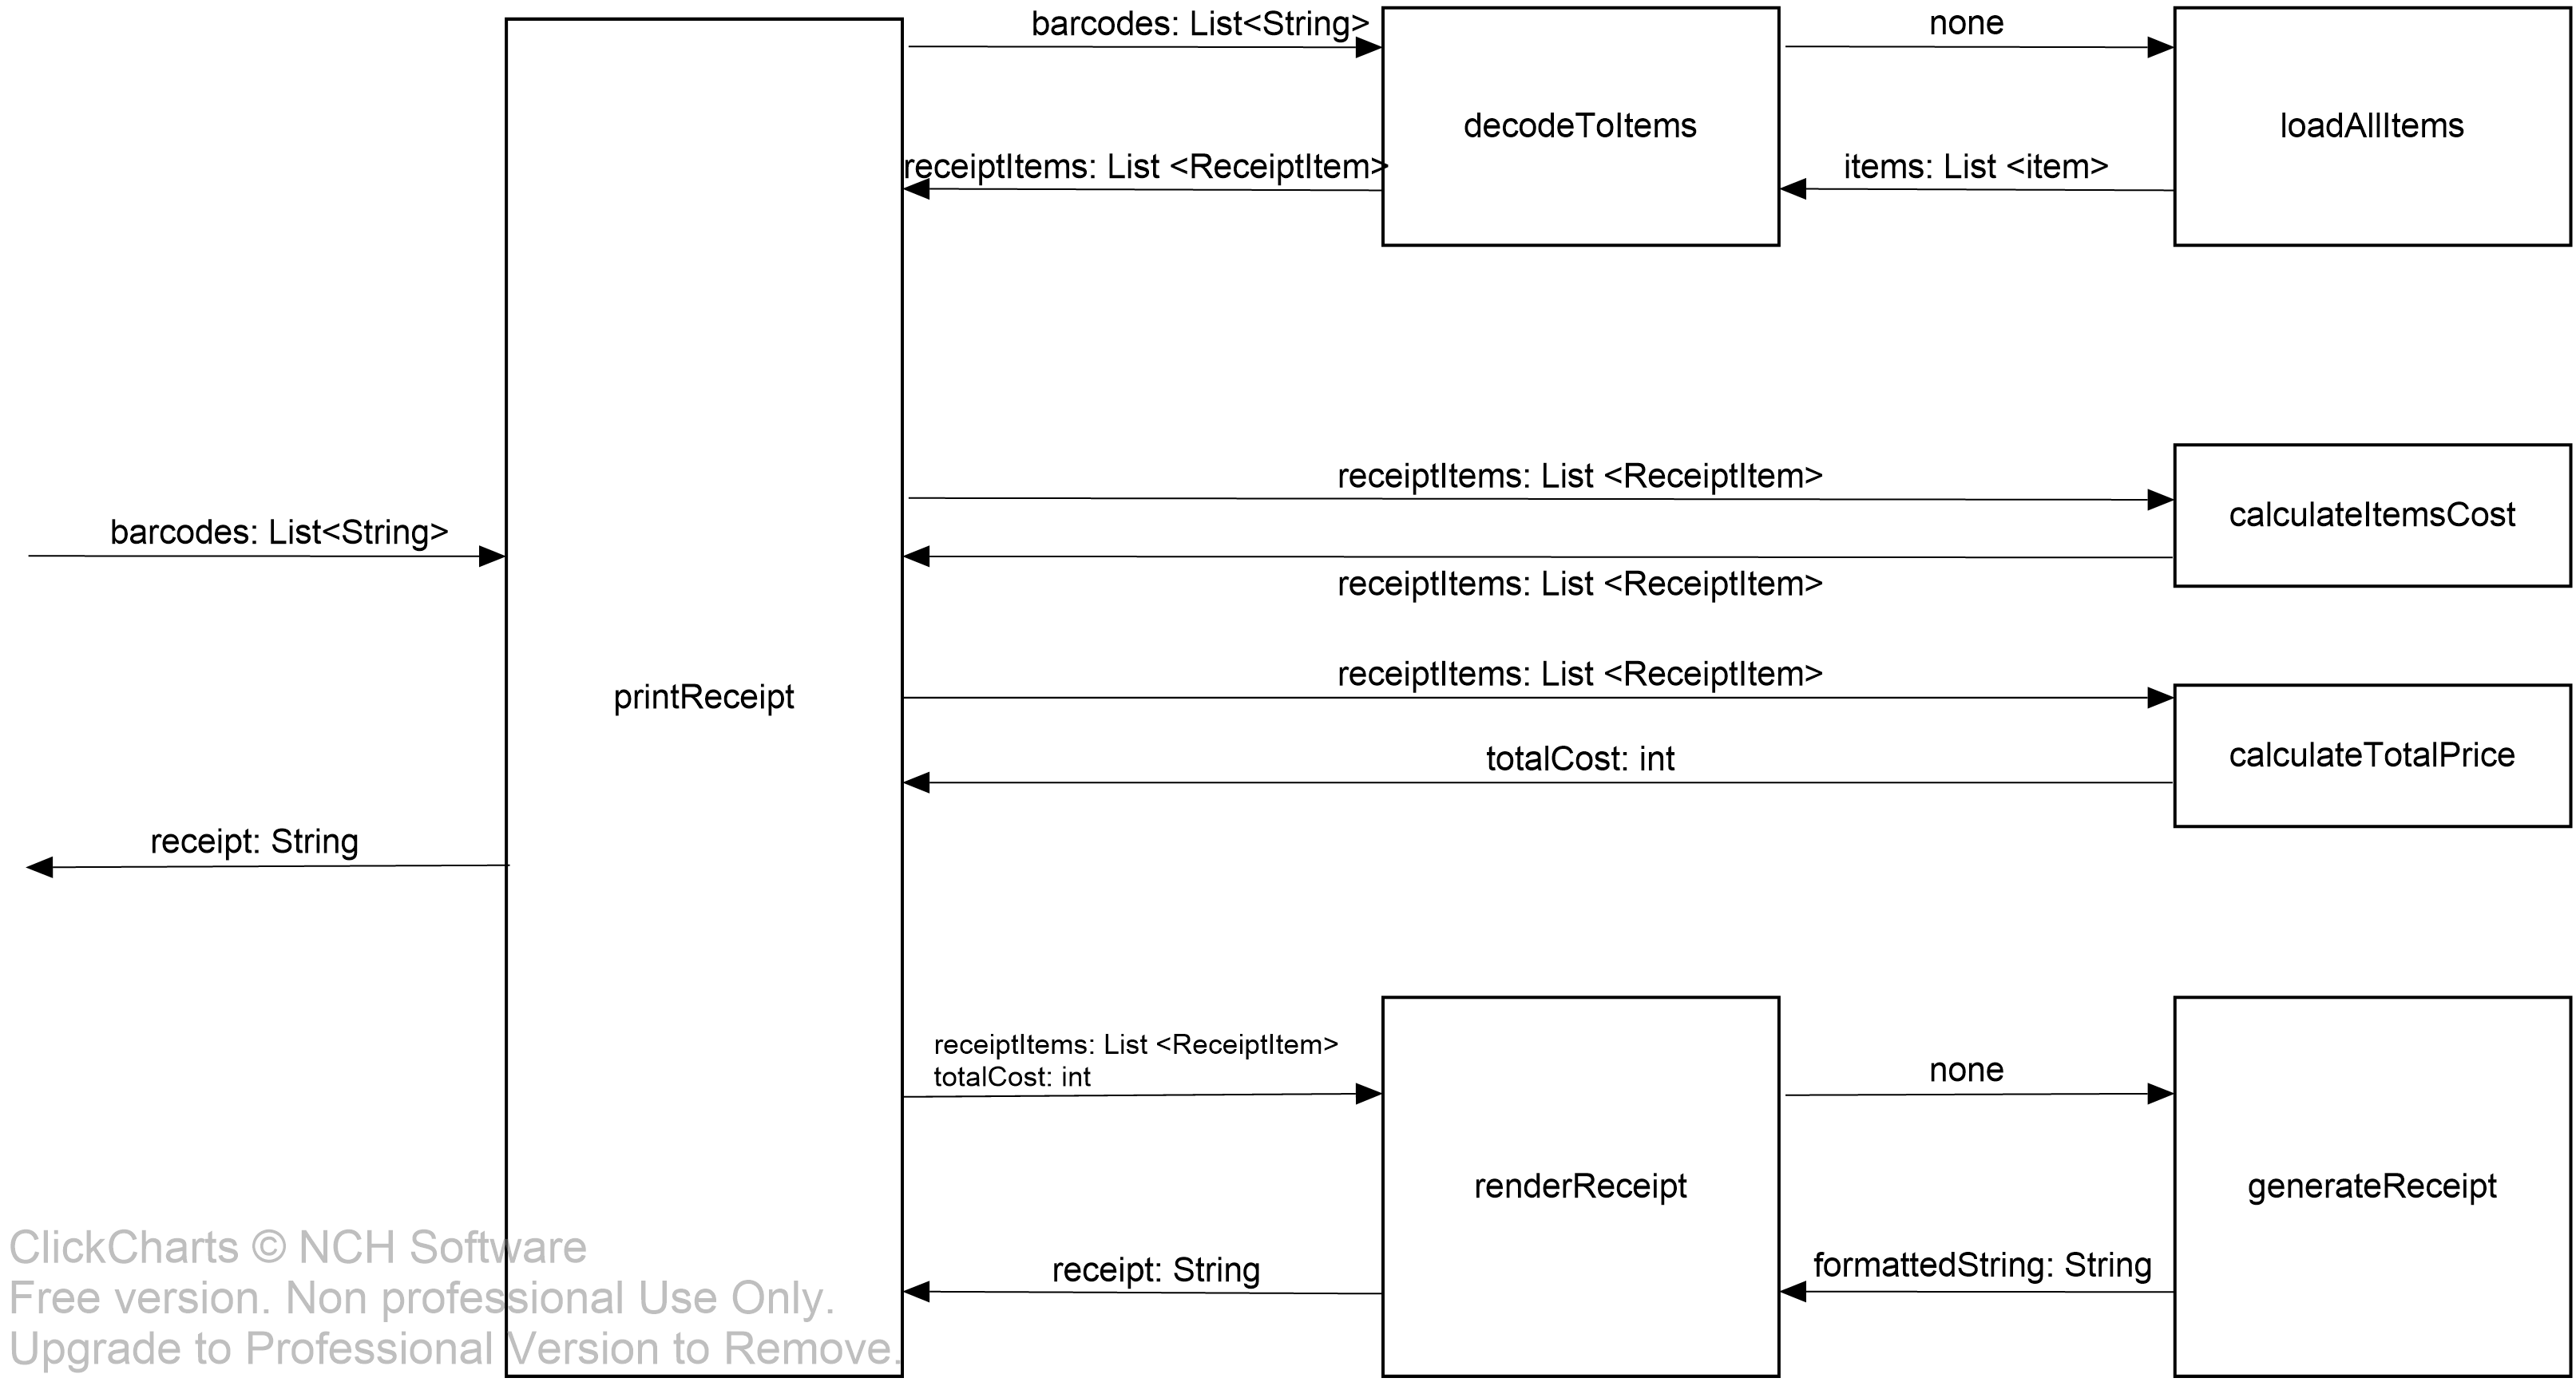 barcodes: List<String>
none
decodeToItems
loadAllItems
receiptItems: List <ReceiptItem>
items: List <item>
receiptItems: List <ReceiptItem>
calculateItemsCost
barcodes: List<String>
receiptItems: List <ReceiptItem>
receiptItems: List <ReceiptItem>
printReceipt
totalCost: int
calculateTotalPrice
receipt: String
receiptItems: List <ReceiptItem>
totalCost: int
none
renderReceipt
generateReceipt
receipt: String
formattedString: String
ClickCharts © NCH Software
Free version. Non professional Use Only.
Upgrade to Professional Version to Remove.